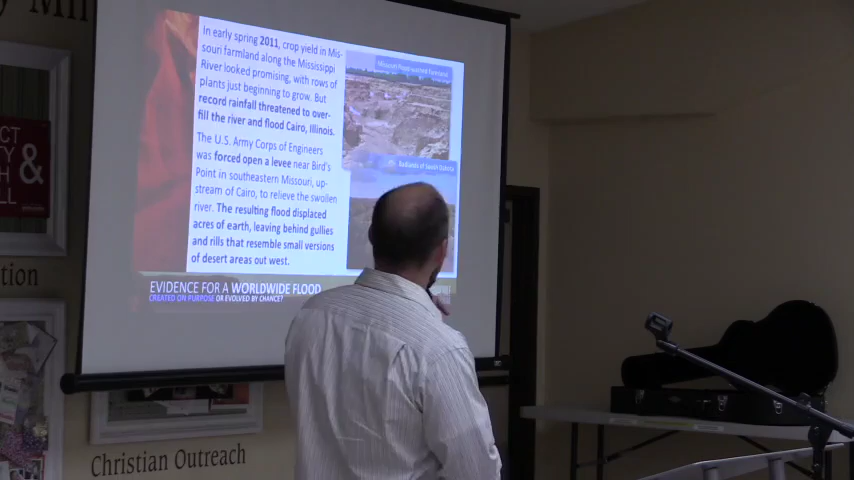 In early spring 2011, crop yield in Mis-
souri farmland along the Mississippi
River looked promising, with rows of
plants just beginning to grow. But
record rainfall threatened to over-
fill the river and flood Cairo, Illinois.
The U.S. Army Corps of Engineers
was forced open a levee near Bird's
Point in southeastern Missouri, up-
stream of Cairo, to relieve the swollen
river. The resulting flood displaced
acres of earth, leaving behind gullies
and rills that resemble small versions
of desert areas out west.
Missouri Flood-washed Farmland
Badlands of South Dakota
EVIDENCE FOR A WORLDWIDE FLOOD
CREATED ON PURPOSE OR EVOLVED BY CHANCE?
&
Christian Outreach